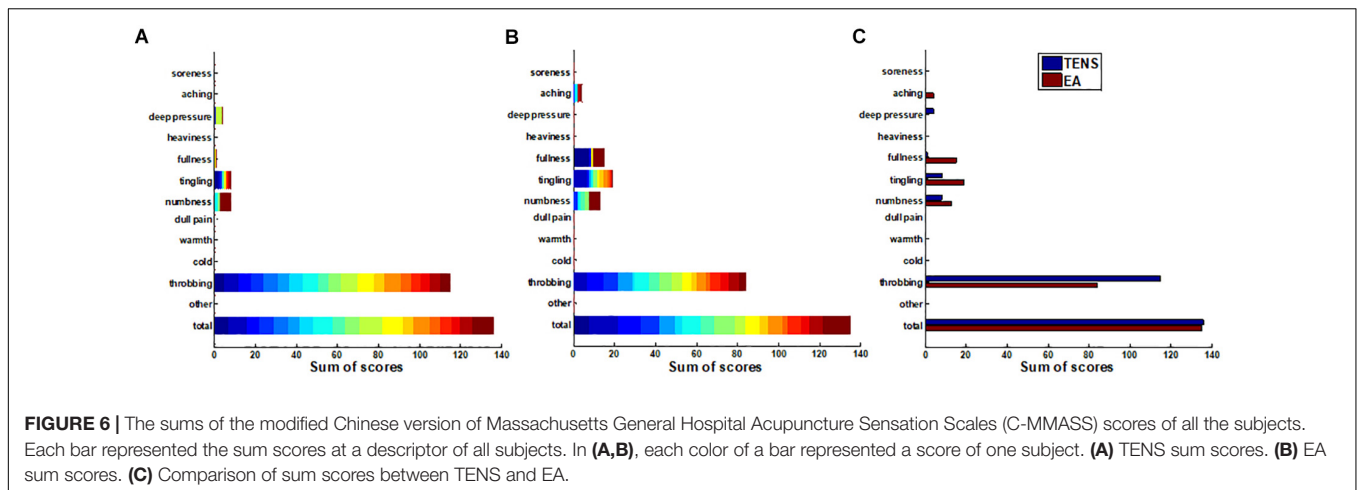 A
soreness
aching
deep pressure
heaviness
fullness
tingling
numbness
dull pain
warmth
cold
throbbing
other
total
0 20 40 60 80 100 120 140
Sum of scores
B
soreness
aching
deep pressure
heaviness
fullness
tingling
numbness
dull pain
warmth
cold
throbbing
other
total
0 20 40 60 80 100 120 140
Sum of scores
C
TENS
EA
soreness
aching
deep pressure
heaviness
fullness
tingling
numbness
dull pain
warmth
cold
throbbing
other
total
0 20 40 60 80 100 120 140
Sum of scores
FIGURE 6 | The sums of the modified Chinese version of Massachusetts General Hospital Acupuncture Sensation Scales (C-MMASS) scores of all the subjects.
Each bar represented the sum scores at a descriptor of all subjects. In (A,B), each color of a bar represented a score of one subject. (A) TENS sum scores. (B) EA
sum scores. (C) Comparison of sum scores between TENS and EA.